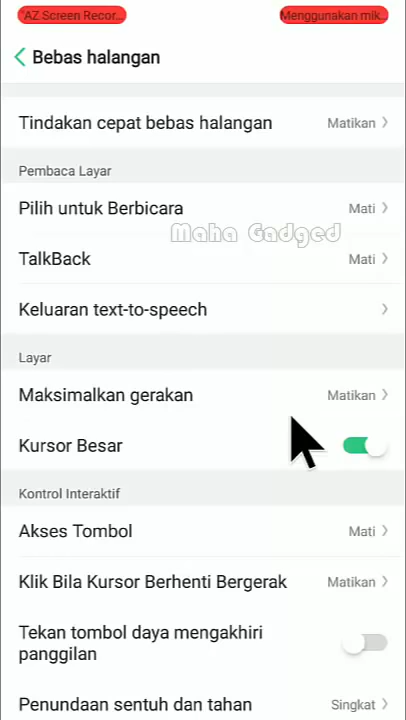 "AZ Screen Recor...
Menggunakan mik...
Bebas halangan
Tindakan cepat bebas halangan Matikan
Pembaca Layar
Pilih untuk Berbicara Mati
Maha Gadged
TalkBack Mati
Keluaran text-to-speech
Layar
Maksimalkan gerakan Matikan
Kursor Besar
Kontrol Interaktif
Akses Tombol Mati
Klik Bila Kursor Berhenti Bergerak Matikan
Tekan tombol daya mengakhiri
panggilan
Penundaan sentuh dan tahan Singkat